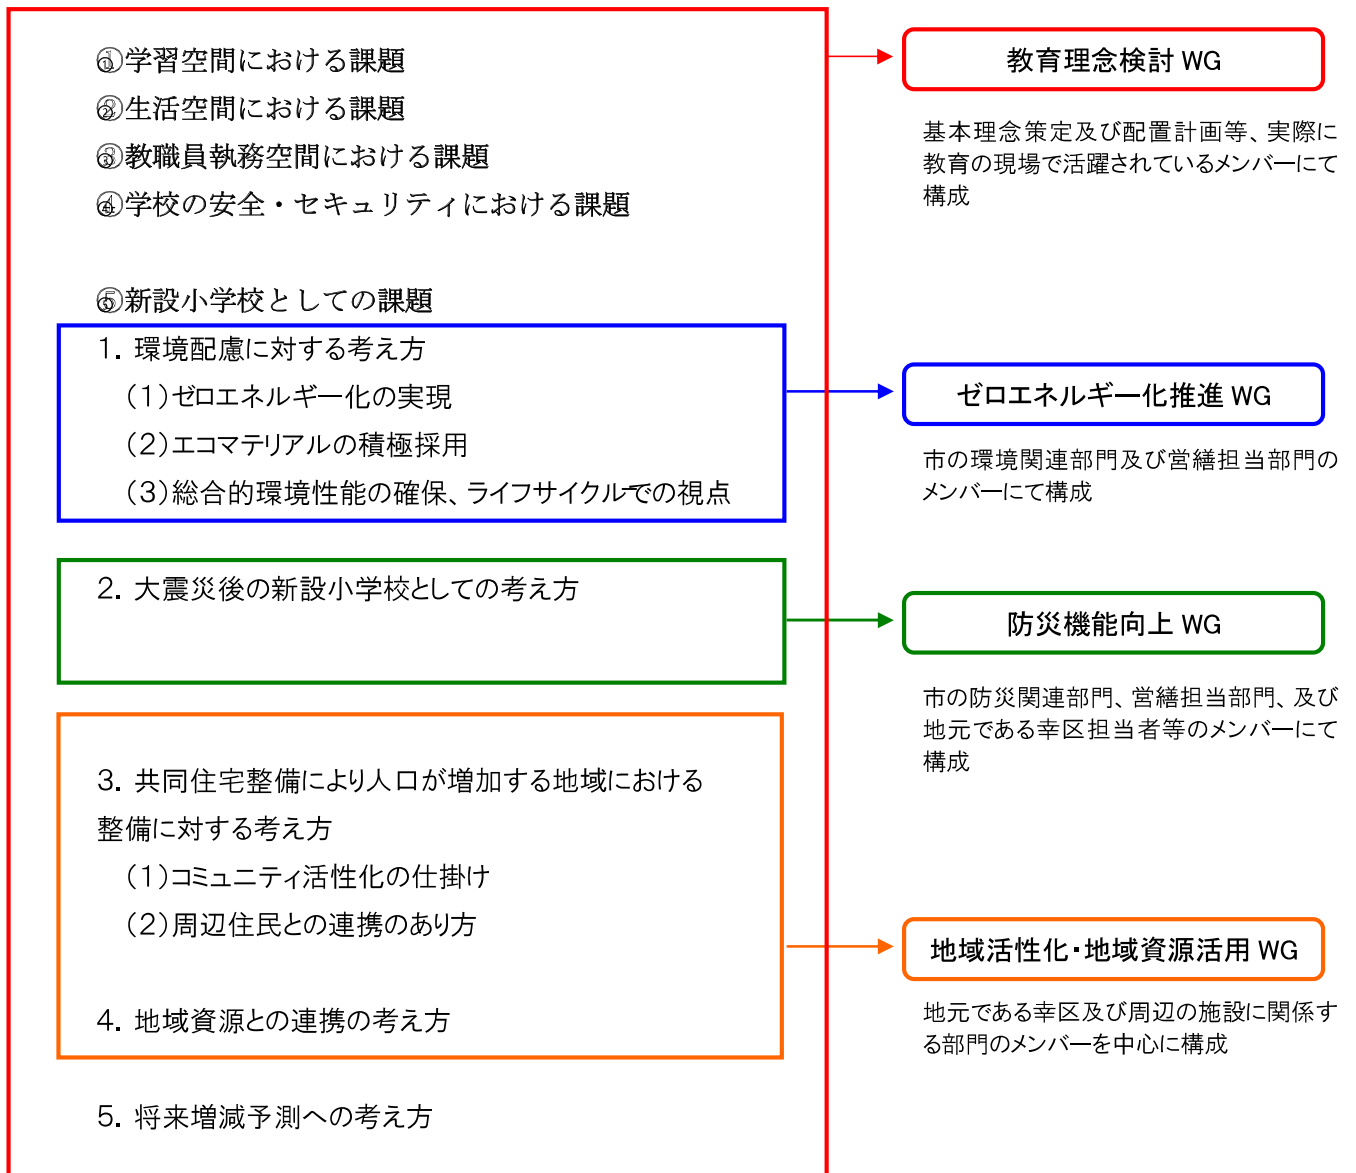 ①学習空間における課題
②生活空間における課題
③教職員執務空間における課題
④学校の安全・セキュリティにおける課題
⑤新設小学校としての課題
1．環境配慮に対する考え方
（1）ゼロエネルギー化の実現
（2）エコマテリアルの積極採用
（3）総合的環境性能の確保、ライフサイクルでの視点
2．大震災後の新設小学校としての考え方
3．共同住宅整備により人口が増加する地域における
整備に対する考え方
（1）コミュニティ活性化の仕掛け
（2）周辺住民との連携のあり方
4．地域資源との連携の考え方
5．将来増減予測への考え方
教育理念検討 WG
基本理念策定及び配置計画等、実際に
教育の現場で活躍されているメンバーにて
構成
ゼロエネルギー化推進 WG
市の環境関連部門及び営繕担当部門の
メンバーにて構成
防災機能向上 WG
市の防災関連部門、営繕担当部門、及び
地元である幸区担当者等のメンバーにて
構成
地域活性化・地域資源活用 WG
地元である幸区及び周辺の施設に関係す
る部門のメンバーを中心に構成